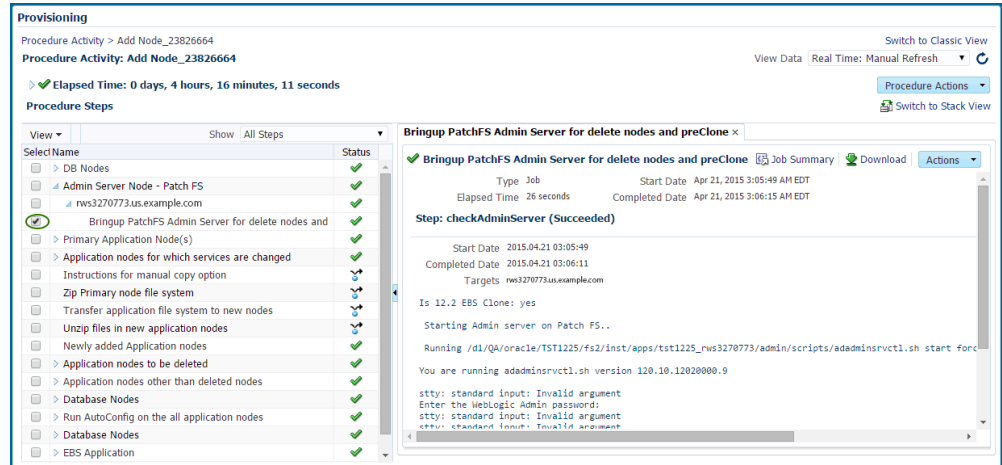 Provisioning
Procedure Activity > Add Node_23826664
Switch to Classic View
Procedure Activity: Add Node_23826664
View Data Real Time: Manual Refresh
Elapsed Time: 0 days, 4 hours, 16 minutes, 11 seconds
Procedure Actions
Procedure Steps
Switch to Stack View
View
Show All Steps
Select Name Status
DB Nodes
Admin Server Node - Patch FS
rws3270773.us.example.com
Bringup PatchFS Admin Server for delete nodes and
Primary Application Node(s)
Application nodes for which services are changed
Instructions for manual copy option
Zip Primary node file system
Transfer application file system to new nodes
Unzip files in new application nodes
Newly added Application nodes
Application nodes to be deleted
Application nodes other than deleted nodes
Database Nodes
Run AutoConfig on the all application nodes
Database Nodes
EBS Application
Bringup PatchFS Admin Server for delete nodes and preClone ×
Bringup PatchFS Admin Server for delete nodes and preClone Job Summary Download Actions
Type Job Start Date Apr 21, 2015 3:05:49 AM EDT
Elapsed Time 26 seconds Completed Date Apr 21, 2015 3:06:15 AM EDT
Step: checkAdminServer (Succeeded)
Start Date 2015.04.21 03:05:49
Completed Date 2015.04.21 03:06:11
Targets rws3270773.us.example.com
Is 12.2 EBS Clone: yes
Starting Admin server on Patch FS..
Running /d1/QA/oracle/TST1225/fs2/inst/apps/tst1225_rws3270773/admin/scripts/adadminsrvctl.sh start forc
You are running adadminsrvctl.sh version 120.10.12020000.9
stty: standard input: Invalid argument
Enter the WebLogic Admin password:
stty: standard input: Invalid argument
stty: standard input: Invalid argument